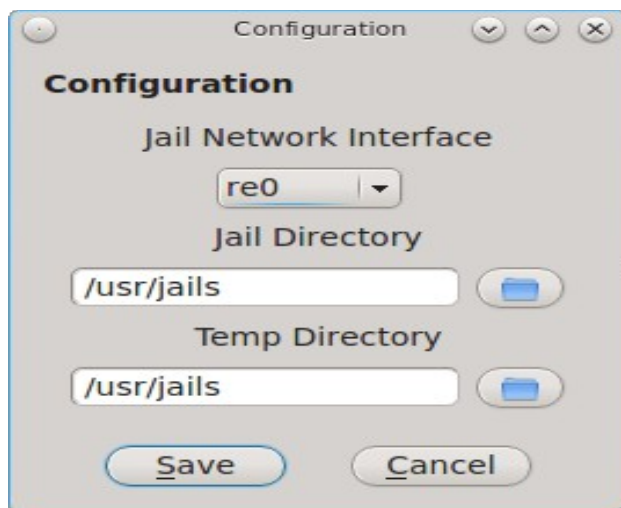 Configuration
Configuration
Jail Network Interface
re0
Jail Directory
/usr/jails
Temp Directory
/usr/jails
Save Cancel